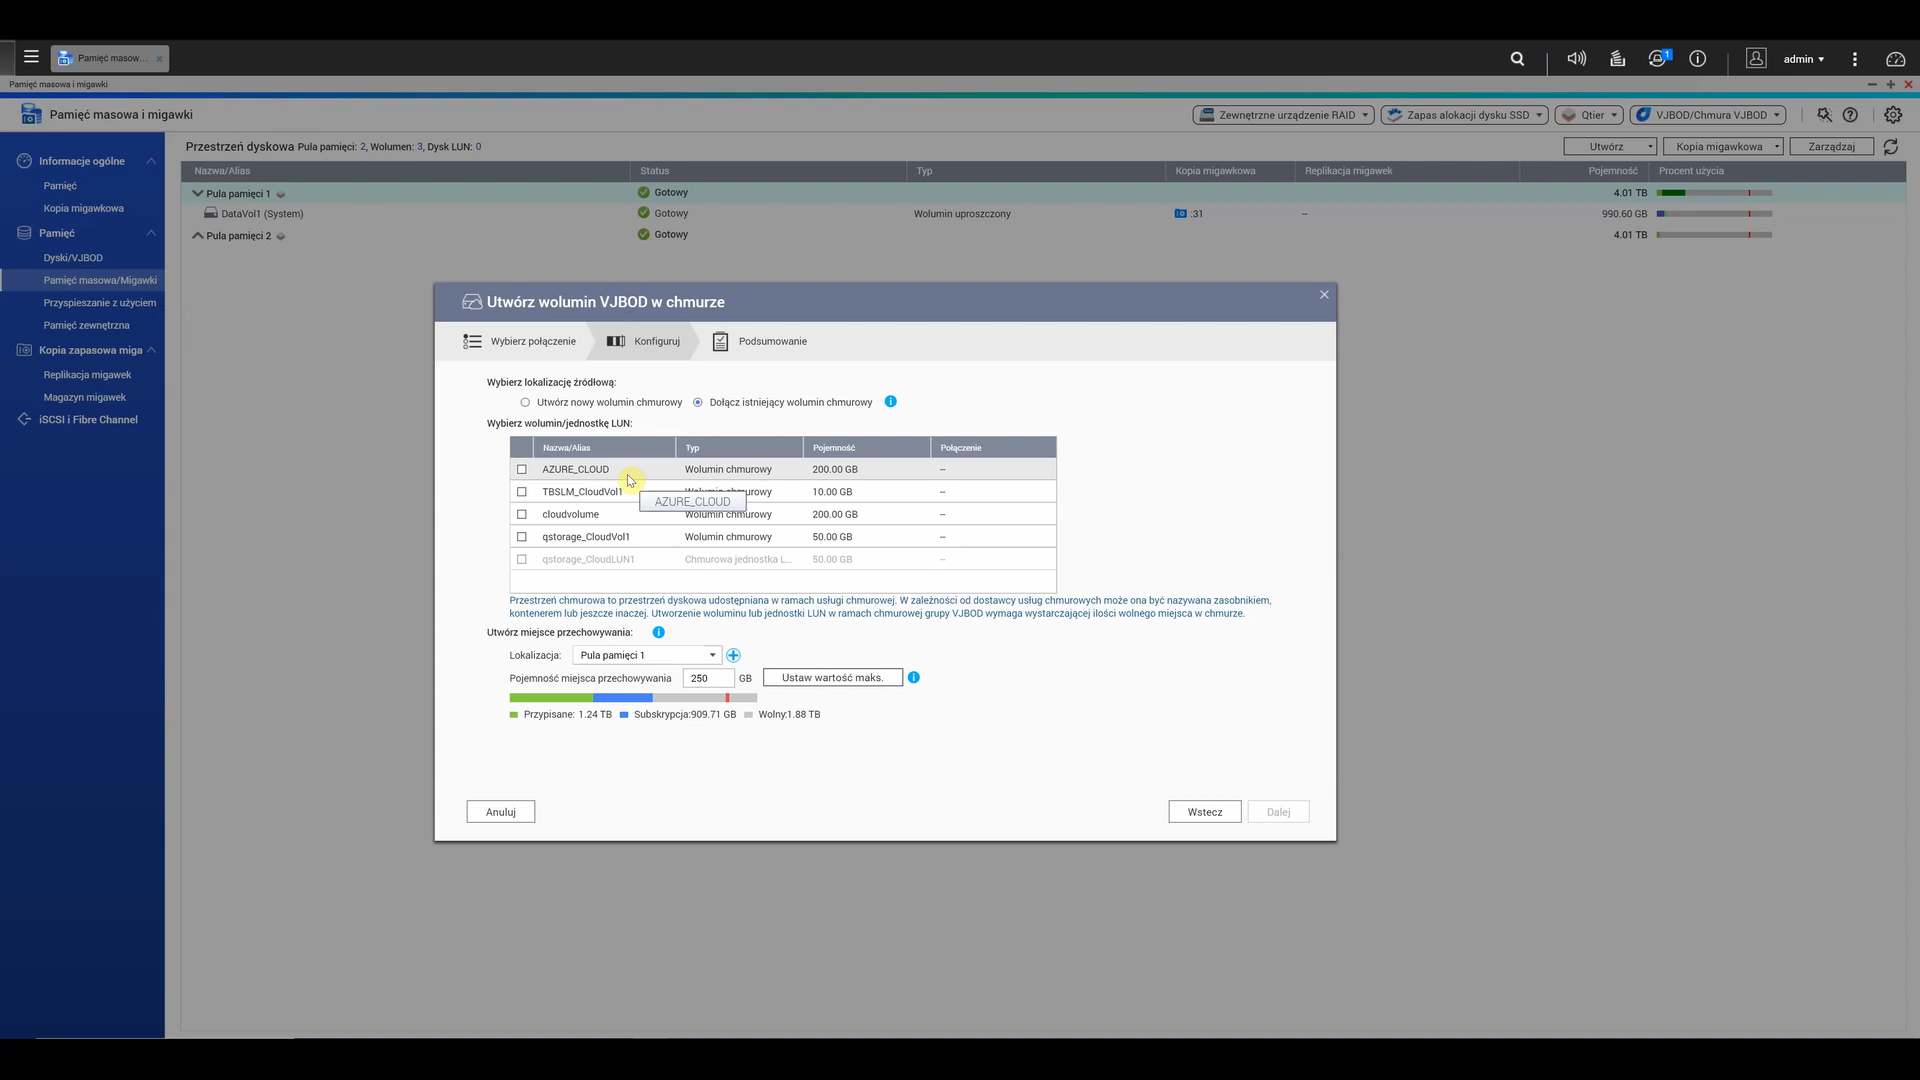 Pamięć masow...
1
admin
Pamięć masowa i migawki
Pamięć masowa i migawki
Zewnętrzne urządzenie RAID
Zapas alokacji dysku SSD
Qtier
VJBOD/Chmura VJBOD
Informacje ogólne
Pamięć
Kopia migawkowa
Pamięć
Dyski/VJBOD
Pamięć masowa/Migawki
Przyspieszanie z użyciem
Pamięć zewnętrzna
Kopia zapasowa miga
Replikacja migawek
Magazyn migawek
iSCSI i Fibre Channel
Przestrzeń dyskowa Pula pamięci: 2, Wolumen: 3, Dysk LUN: 0
Utwórz
Kopia migawkowa
Zarządzaj
Nazwa/Alias Status Typ Kopia migawkowa Replikacja migawek Pojemność Procent użycia
Pula pamięci 1 Gotowy 4.01 TB
DataVol1 (System) Gotowy Wolumin uproszczony :31 -- 990.60 GB
Pula pamięci 2 Gotowy 4.01 TB
Utwórz wolumin VJBOD w chmurze
Wybierz połączenie Konfiguruj Podsumowanie
Wybierz lokalizację źródłową:
Utwórz nowy wolumin chmurowy Dołącz istniejący wolumin chmurowy
Wybierz wolumin/jednostkę LUN:
Nazwa/Alias Typ Pojemność Połączenie
AZURE_CLOUD Wolumin chmurowy 200.00 GB --
TBSLM_CloudVol1 10.00 GB --
AZURE_CLOUD
cloudvolume Wolumin chmurowy 200.00 GB --
qstorage_CloudVol1 Wolumin chmurowy 50.00 GB --
qstorage_CloudLUN1 Chmurowa jednostka L... 50.00 GB --
Przestrzeń chmurowa to przestrzeń dyskowa udostępniana w ramach usługi chmurowej. W zależności od dostawcy usług chmurowych może ona być nazywana zasobnikiem,
kontenerem lub jeszcze inaczej. Utworzenie woluminu lub jednostki LUN w ramach chmurowej grupy VJBOD wymaga wystarczającej ilości wolnego miejsca w chmurze.
Utwórz miejsce przechowywania:
Lokalizacja: Pula pamięci 1
Pojemność miejsca przechowywania 250 GB Ustaw wartość maks.
Przypisane: 1.24 TB Subskrypcja:909.71 GB Wolny:1.88 TB
Anuluj Wstecz Dalej